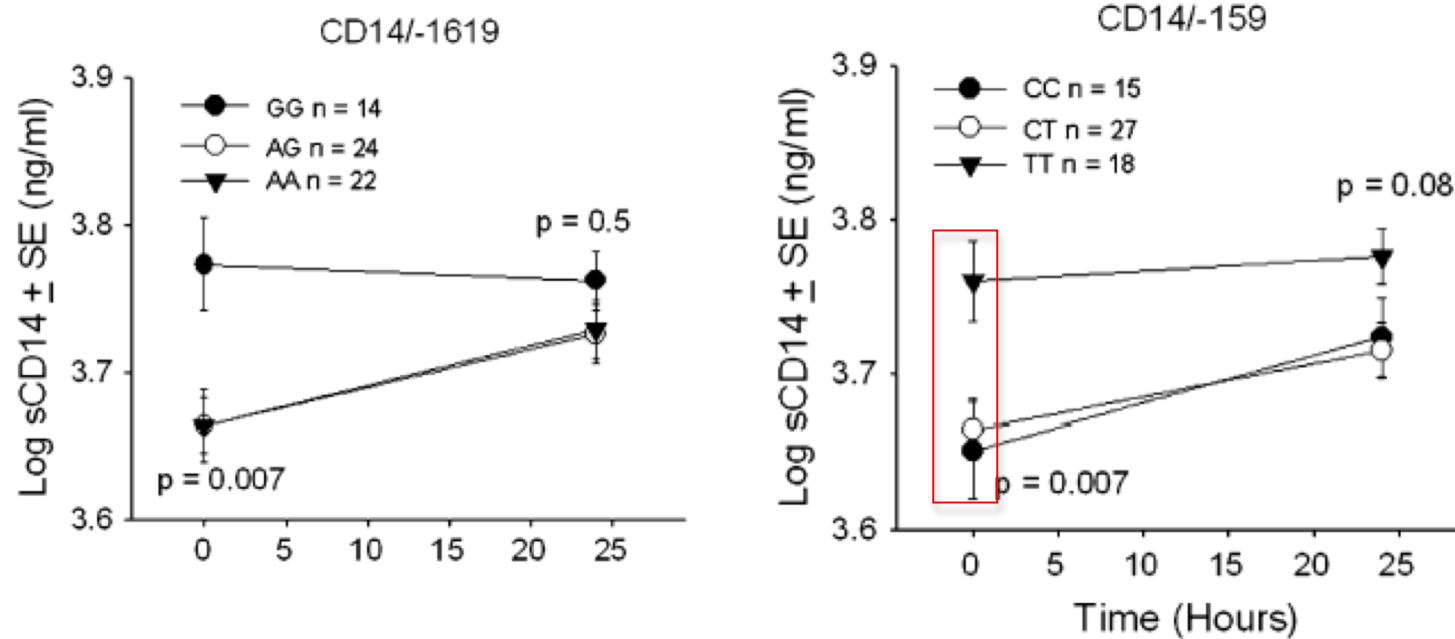 CD14/-1619
Log sCD14 ± SE (ng/ml)
3.9
3.8
3.7
3.6
GG n = 14
AG n = 24
AA n = 22
p = 0.5
p = 0.007
0 5 10 15 20 25
CD14/-159
Log sCD14 ± SE (ng/ml)
3.9
3.8
3.7
3.6
CC n = 15
CT n = 27
TT n = 18
p = 0.08
p = 0.007
0 5 10 15 20 25
Time (Hours)